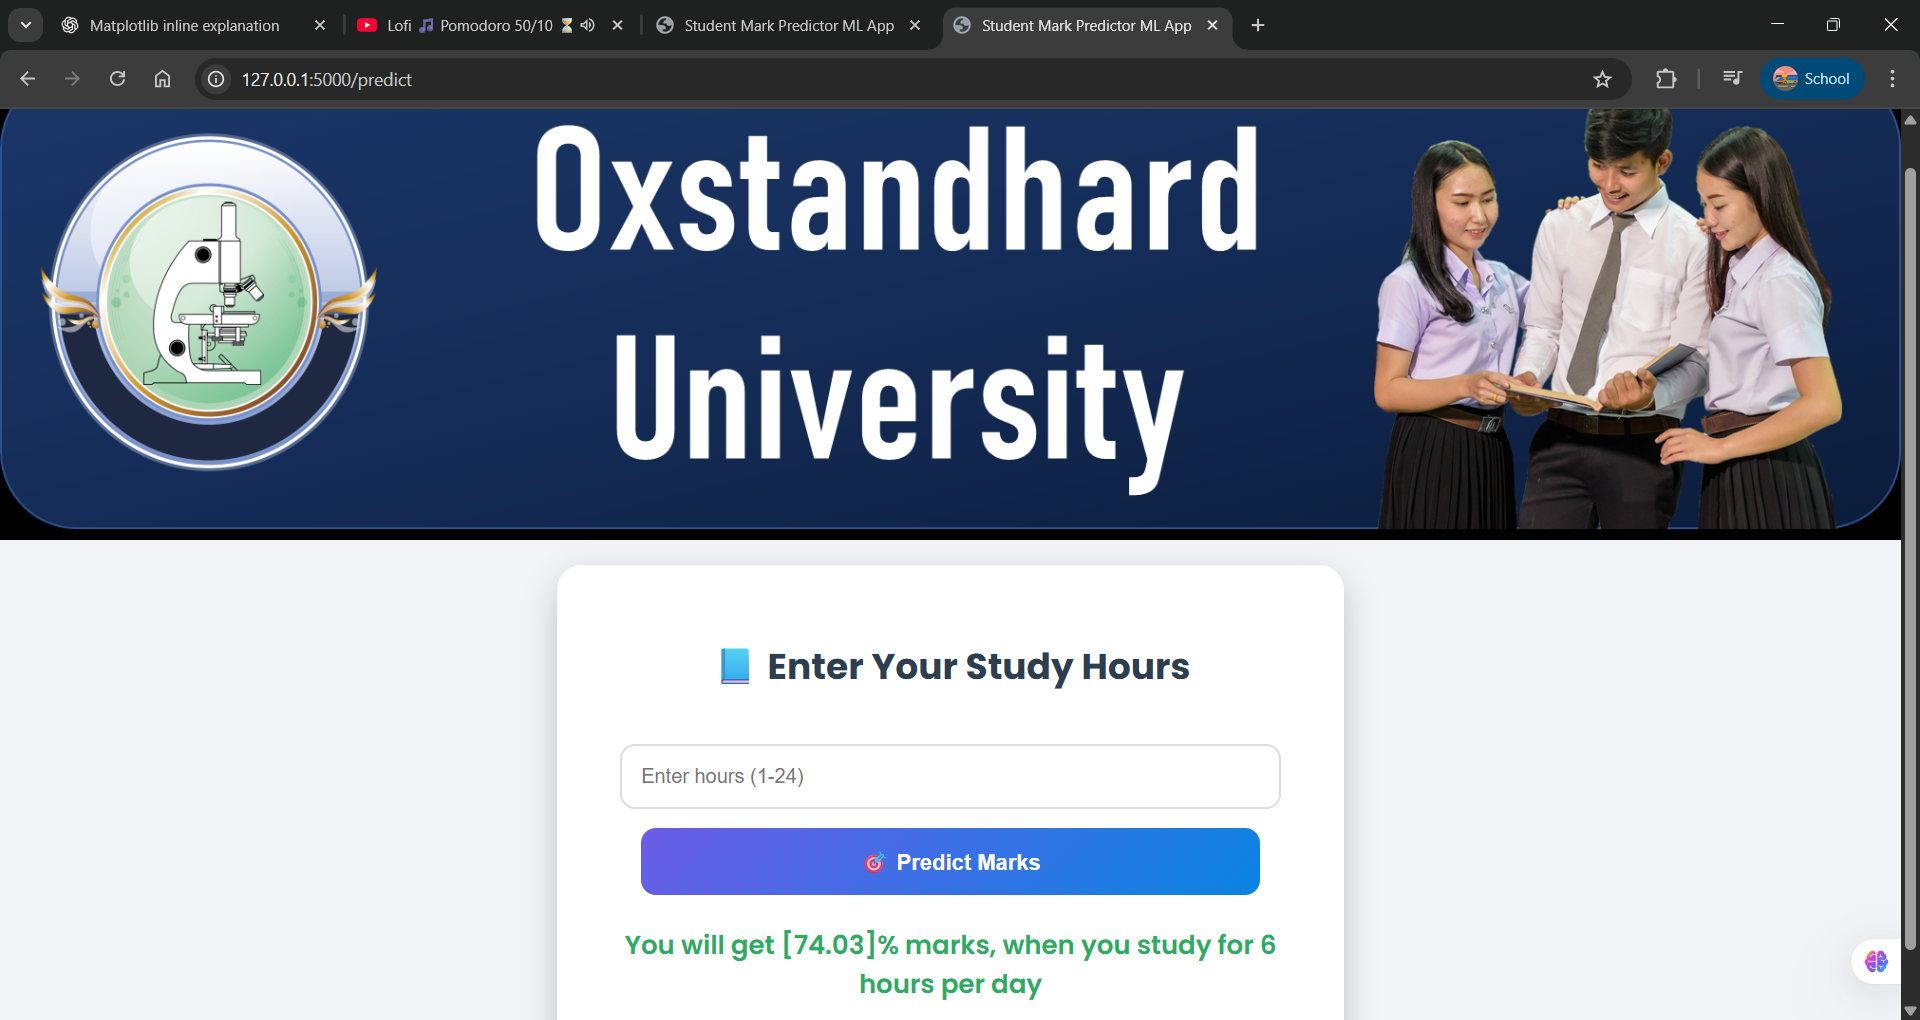 Matplotlib inline explanation
Lofi 🎵 Pomodoro 50/10 ⏳
Student Mark Predictor ML App
Student Mark Predictor ML App
127.0.0.1:5000/predict
School
Oxstandhard
University
📘 Enter Your Study Hours
Enter hours (1-24)
🎯 Predict Marks
You will get [74.03]% marks, when you study for 6
hours per day